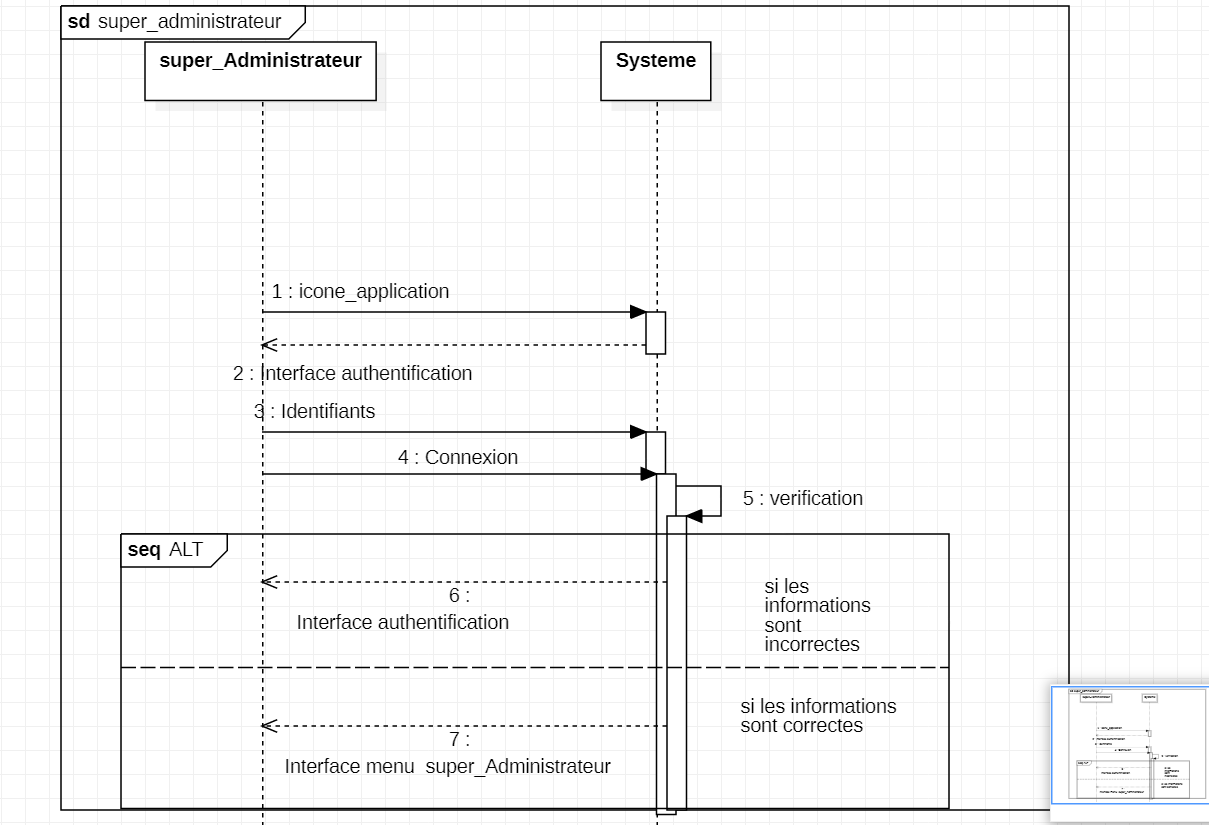 sd super_administrateur
super_Administrateur
Systeme
1 : icone_application
2 : Interface authentification
3 : Identifiants
4 : Connexion
5 : verification
seq ALT
6 :
Interface authentification
si les
informations
sont
incorrectes
si les informations
sont correctes
7 :
Interface menu super_Administrateur